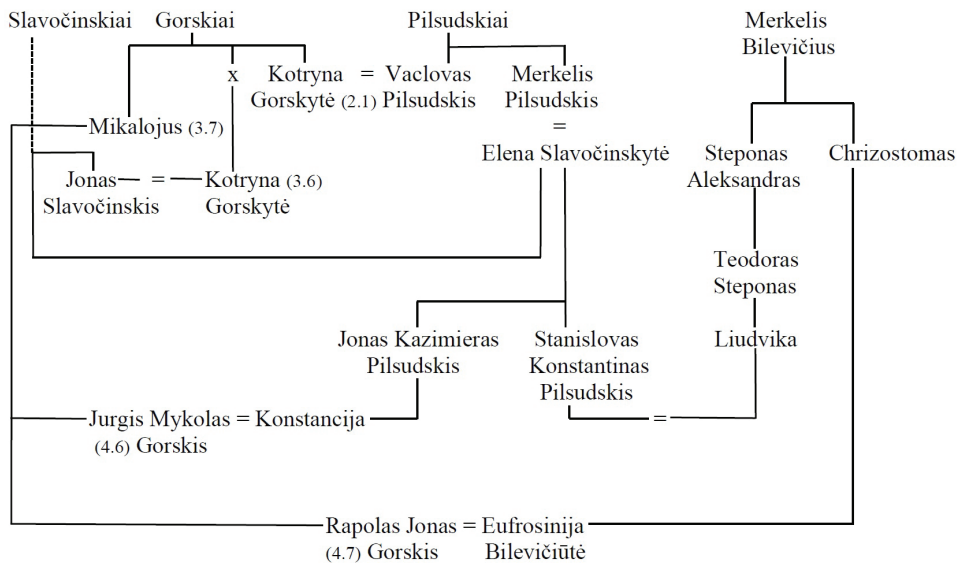 Slavočinskiai Gorskiai Pilsudskiai Merkelis
Bilevičius
x Kotryna = Vaclovas Merkelis
Gorskytė (2.1) Pilsudskis Pilsudskis
Mikalojus (3.7) =
Elena Slavočinskytė Steponas Chrizostomas
Aleksandras
Jonas = Kotryna (3.6)
Slavočinskis Gorskytė
Teodoras
Steponas
Jonas Kazimieras Stanislovas Liudvika
Pilsudskis Konstantinas
Pilsudskis
Jurgis Mykolas = Konstancija =
(4.6) Gorskis
Rapolas Jonas = Eufrosinija
(4.7) Gorskis Bilevičiūtė